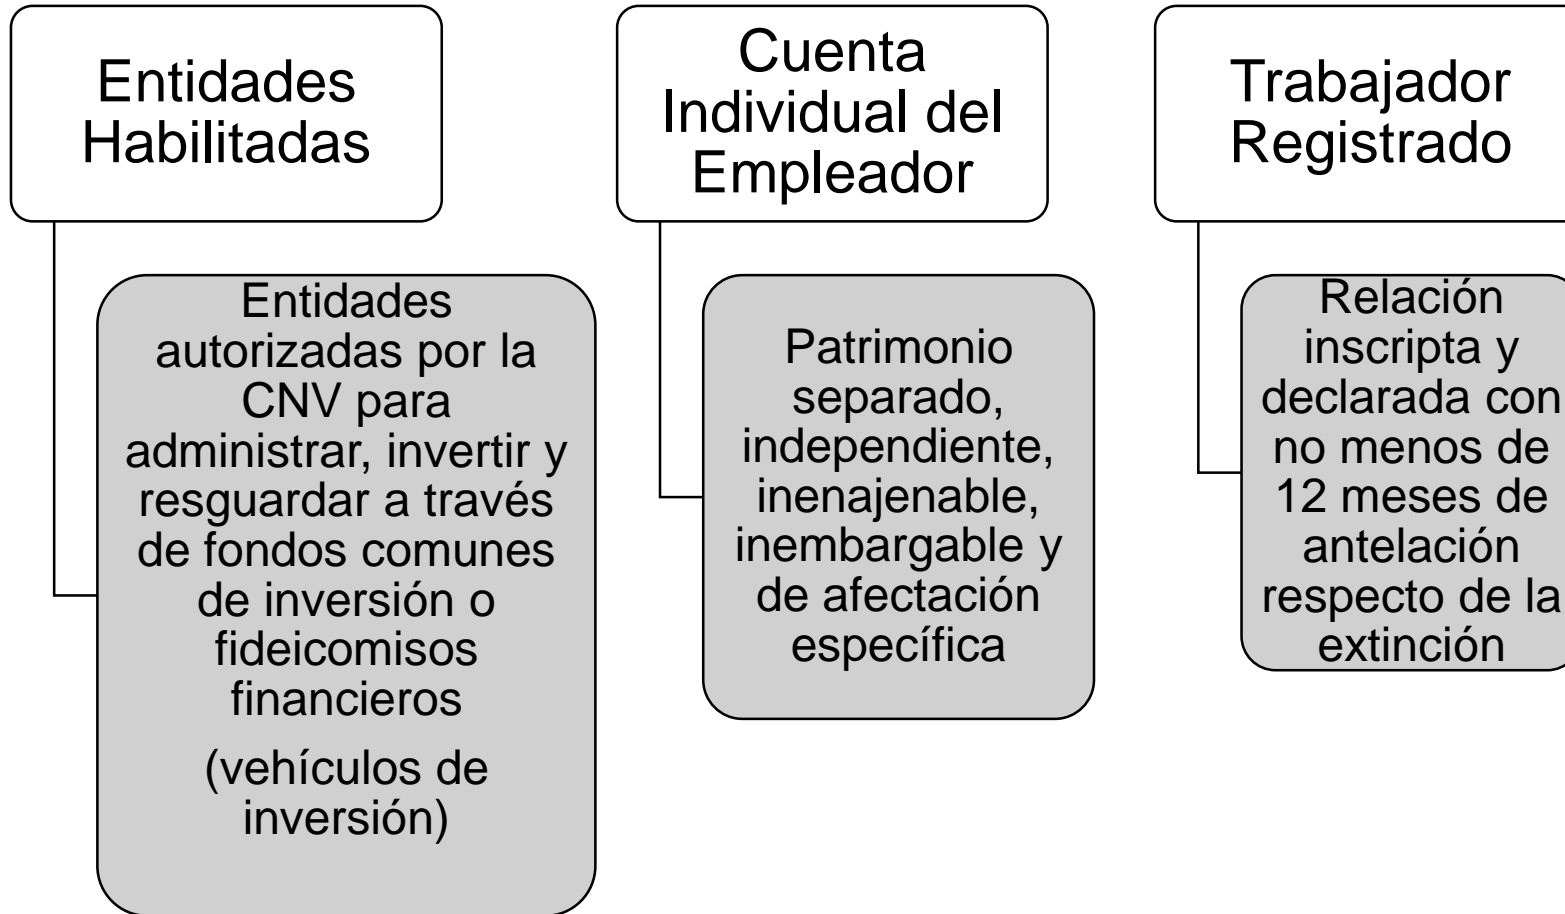 Entidades
Habilitadas
Entidades
autorizadas por la
CNV para
administrar, invertir y
resguardar a través
de fondos comunes
de inversión o
fideicomisos
financieros
(vehículos de
inversión)
Cuenta
Individual del
Empleador
Patrimonio
separado,
independiente,
inenajenable,
inembargable y
de afectación
específica
Trabajador
Registrado
Relación
inscripta y
declarada con
no menos de
12 meses de
antelación
respecto de la
extinción